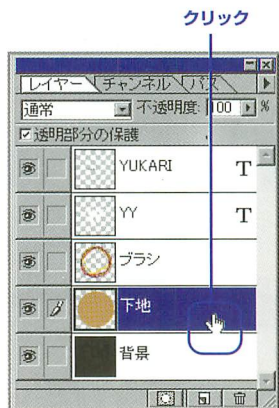 クリック
レイヤー チャンネル パス
通常 不透明度: 100 %
透明部分の保護
YUKARI T
YY T
ブラシ
下地
背景